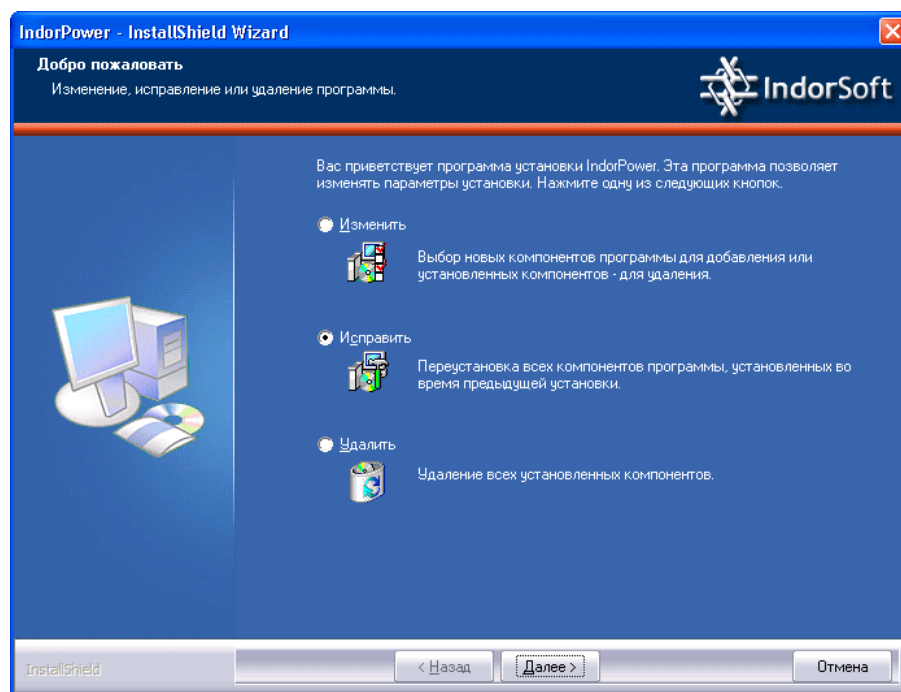 IndorPower - InstallShield Wizard
Добро пожаловать
Изменение, исправление или удаление программы.
IndorSoft
Вас приветствует программа установки IndorPower. Эта программа позволяет
изменять параметры установки. Нажмите одну из следующих кнопок.
Изменить
Выбор новых компонентов программы для добавления или
установленных компонентов - для удаления.
Исправить
Переустановка всех компонентов программы, установленных во
время предыдущей установки.
Удалить
Удаление всех установленных компонентов.
InstallShield
< Назад
Далее >
Отмена